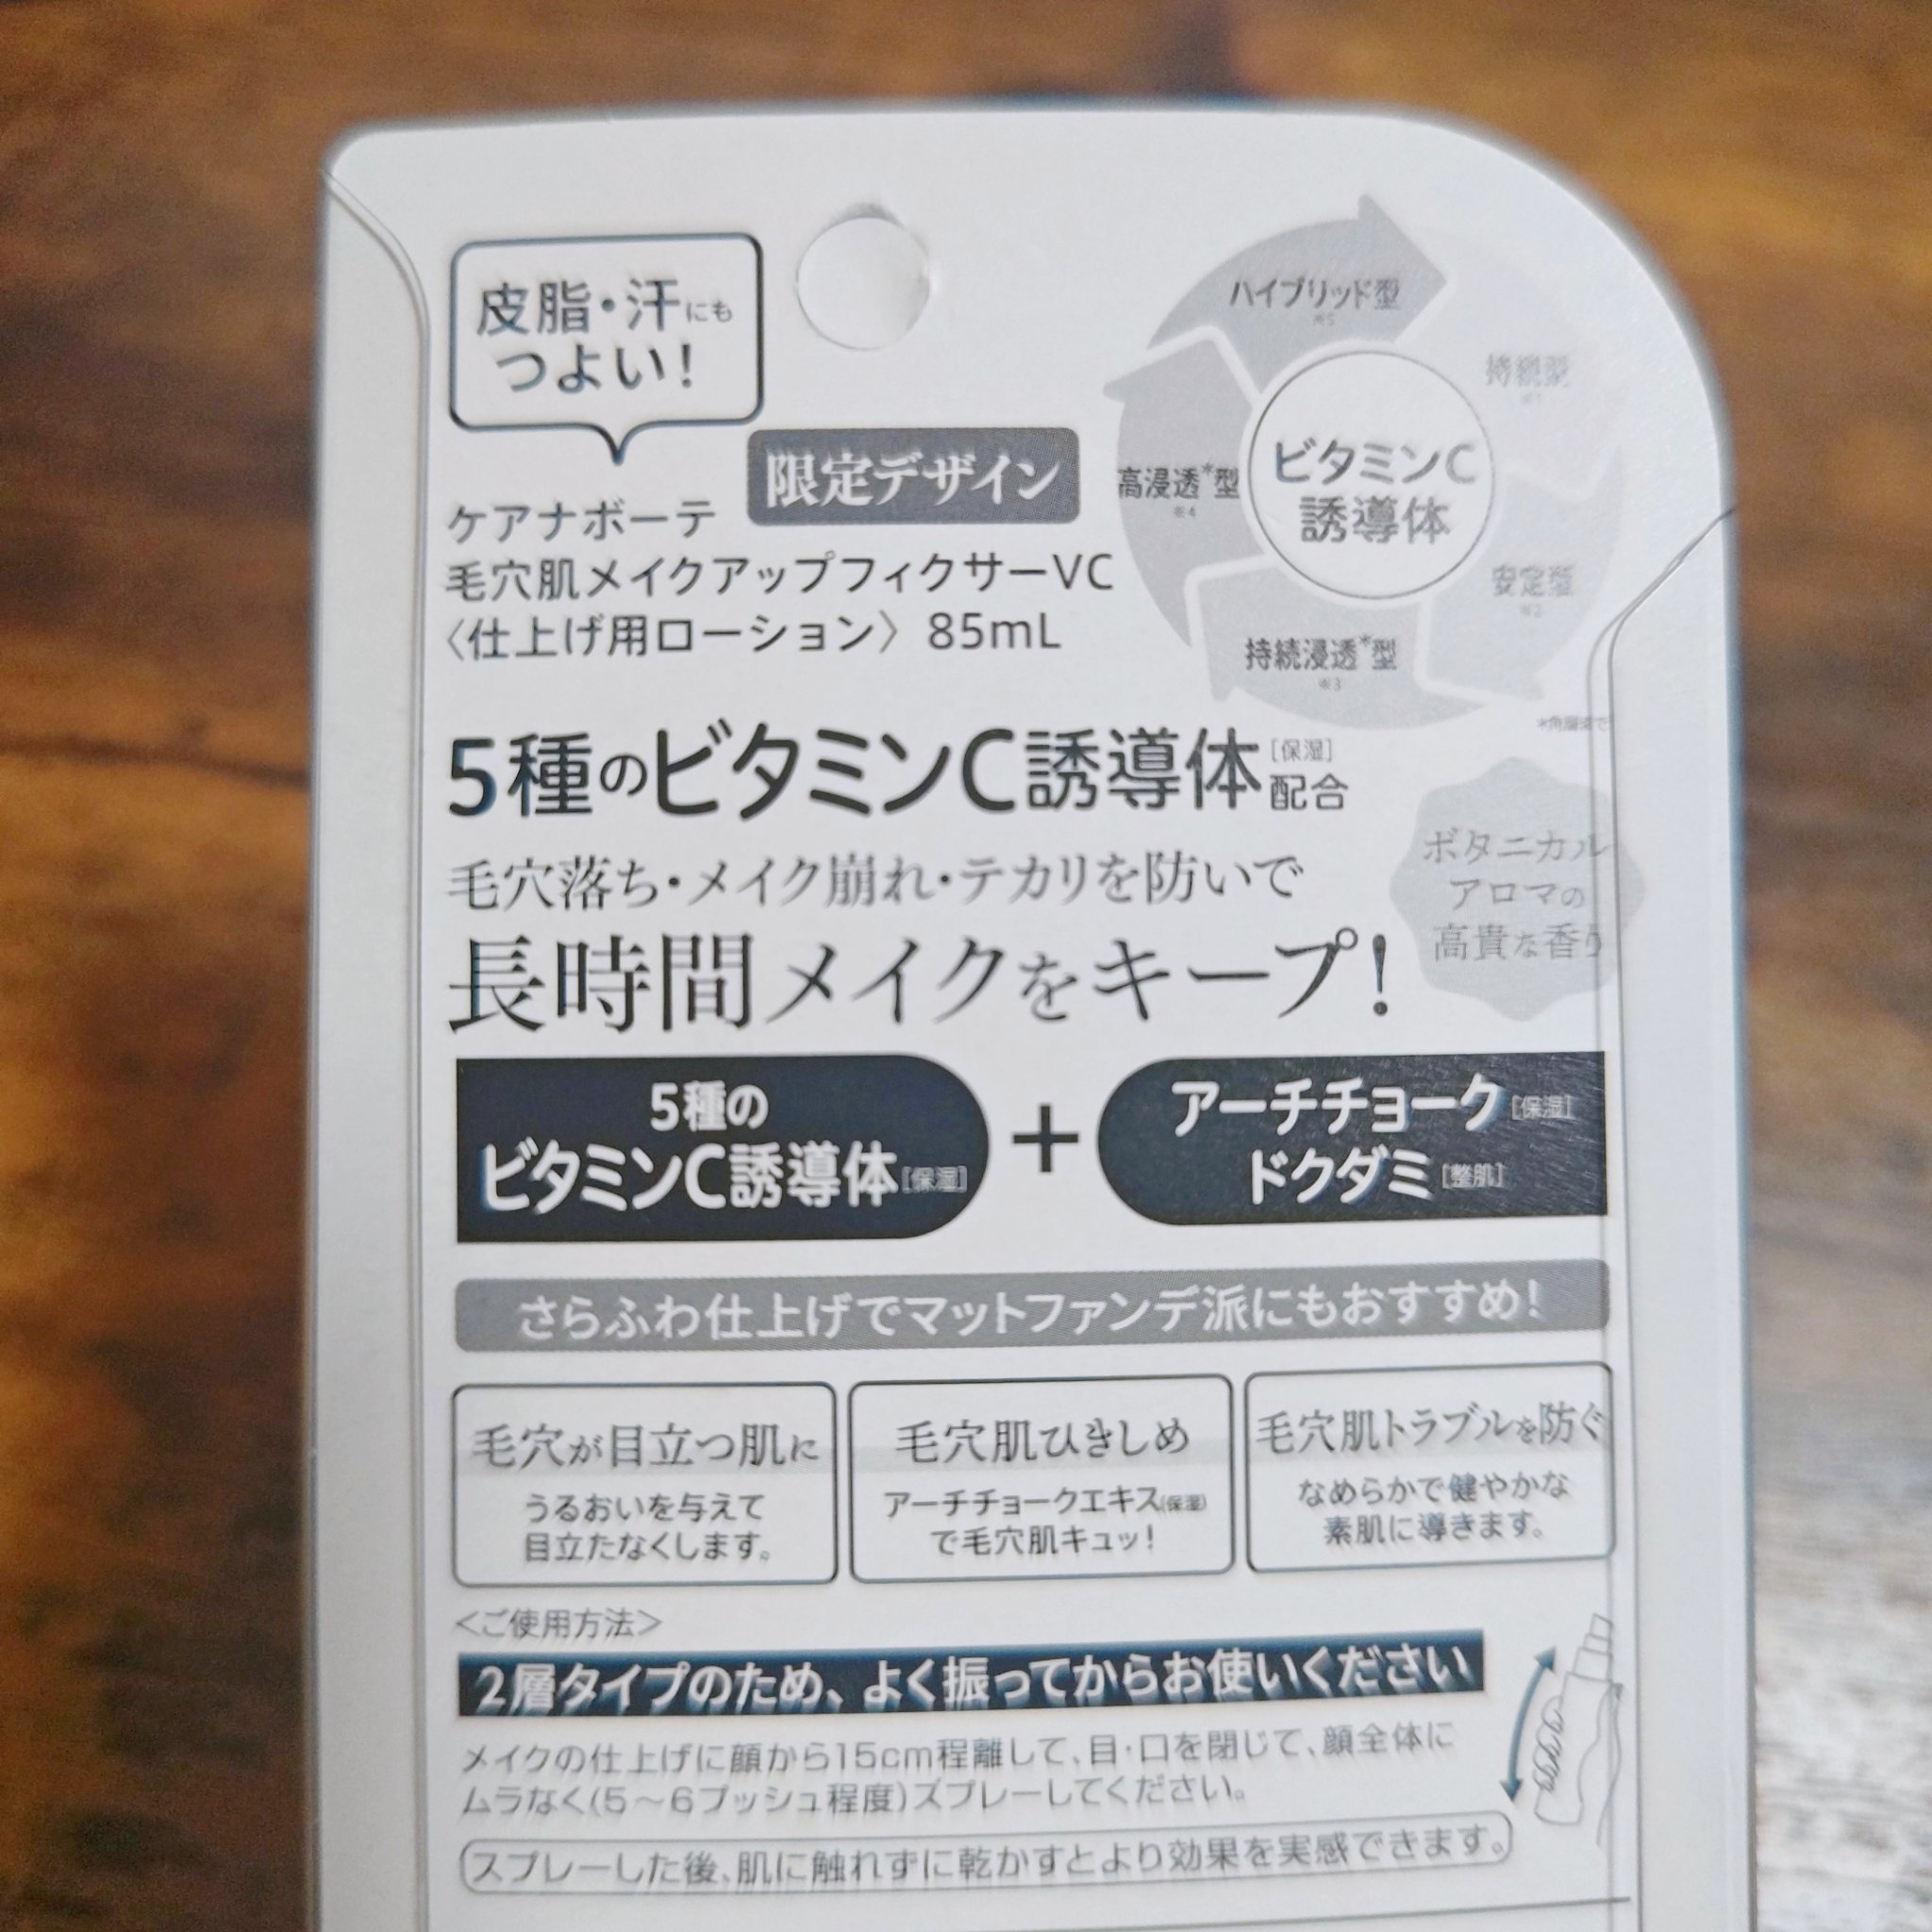 皮脂・汗にも
つよい！
限定デザイン
ケアナボーテ
毛穴肌メイクアップフィクサーVC
〈仕上げ用ローション〉 85mL
ハイブリッド型
※5
持続型
※1
高浸透*型
※4
ビタミンC
誘導体
安定型
※2
持続浸透*型
※3
*角層まで
5種のビタミンC誘導体[保湿]
配合
毛穴落ち・メイク崩れ・テカリを防いで
長時間メイクをキープ！
ボタニカル
アロマの
高貴な香り
5種の
ビタミンC誘導体[保湿]
+
アーチチョーク[保湿]
ドクダミ[整肌]
さらふわ仕上げでマットファンデ派にもおすすめ！
毛穴が目立つ肌に
うるおいを与えて
目立たなくします。
毛穴肌ひきしめ
アーチチョークエキス(保湿)
で毛穴肌キュッ！
毛穴肌トラブルを防ぐ
なめらかで健やかな
素肌に導きます。
＜ご使用方法＞
2層タイプのため、よく振ってからお使いください
メイクの仕上げに顔から15cm程離して、目・口を閉じて、顔全体に
ムラなく(5～6プッシュ程度)スプレーしてください。
スプレーした後、肌に触れずに乾かすとより効果を実感できます。